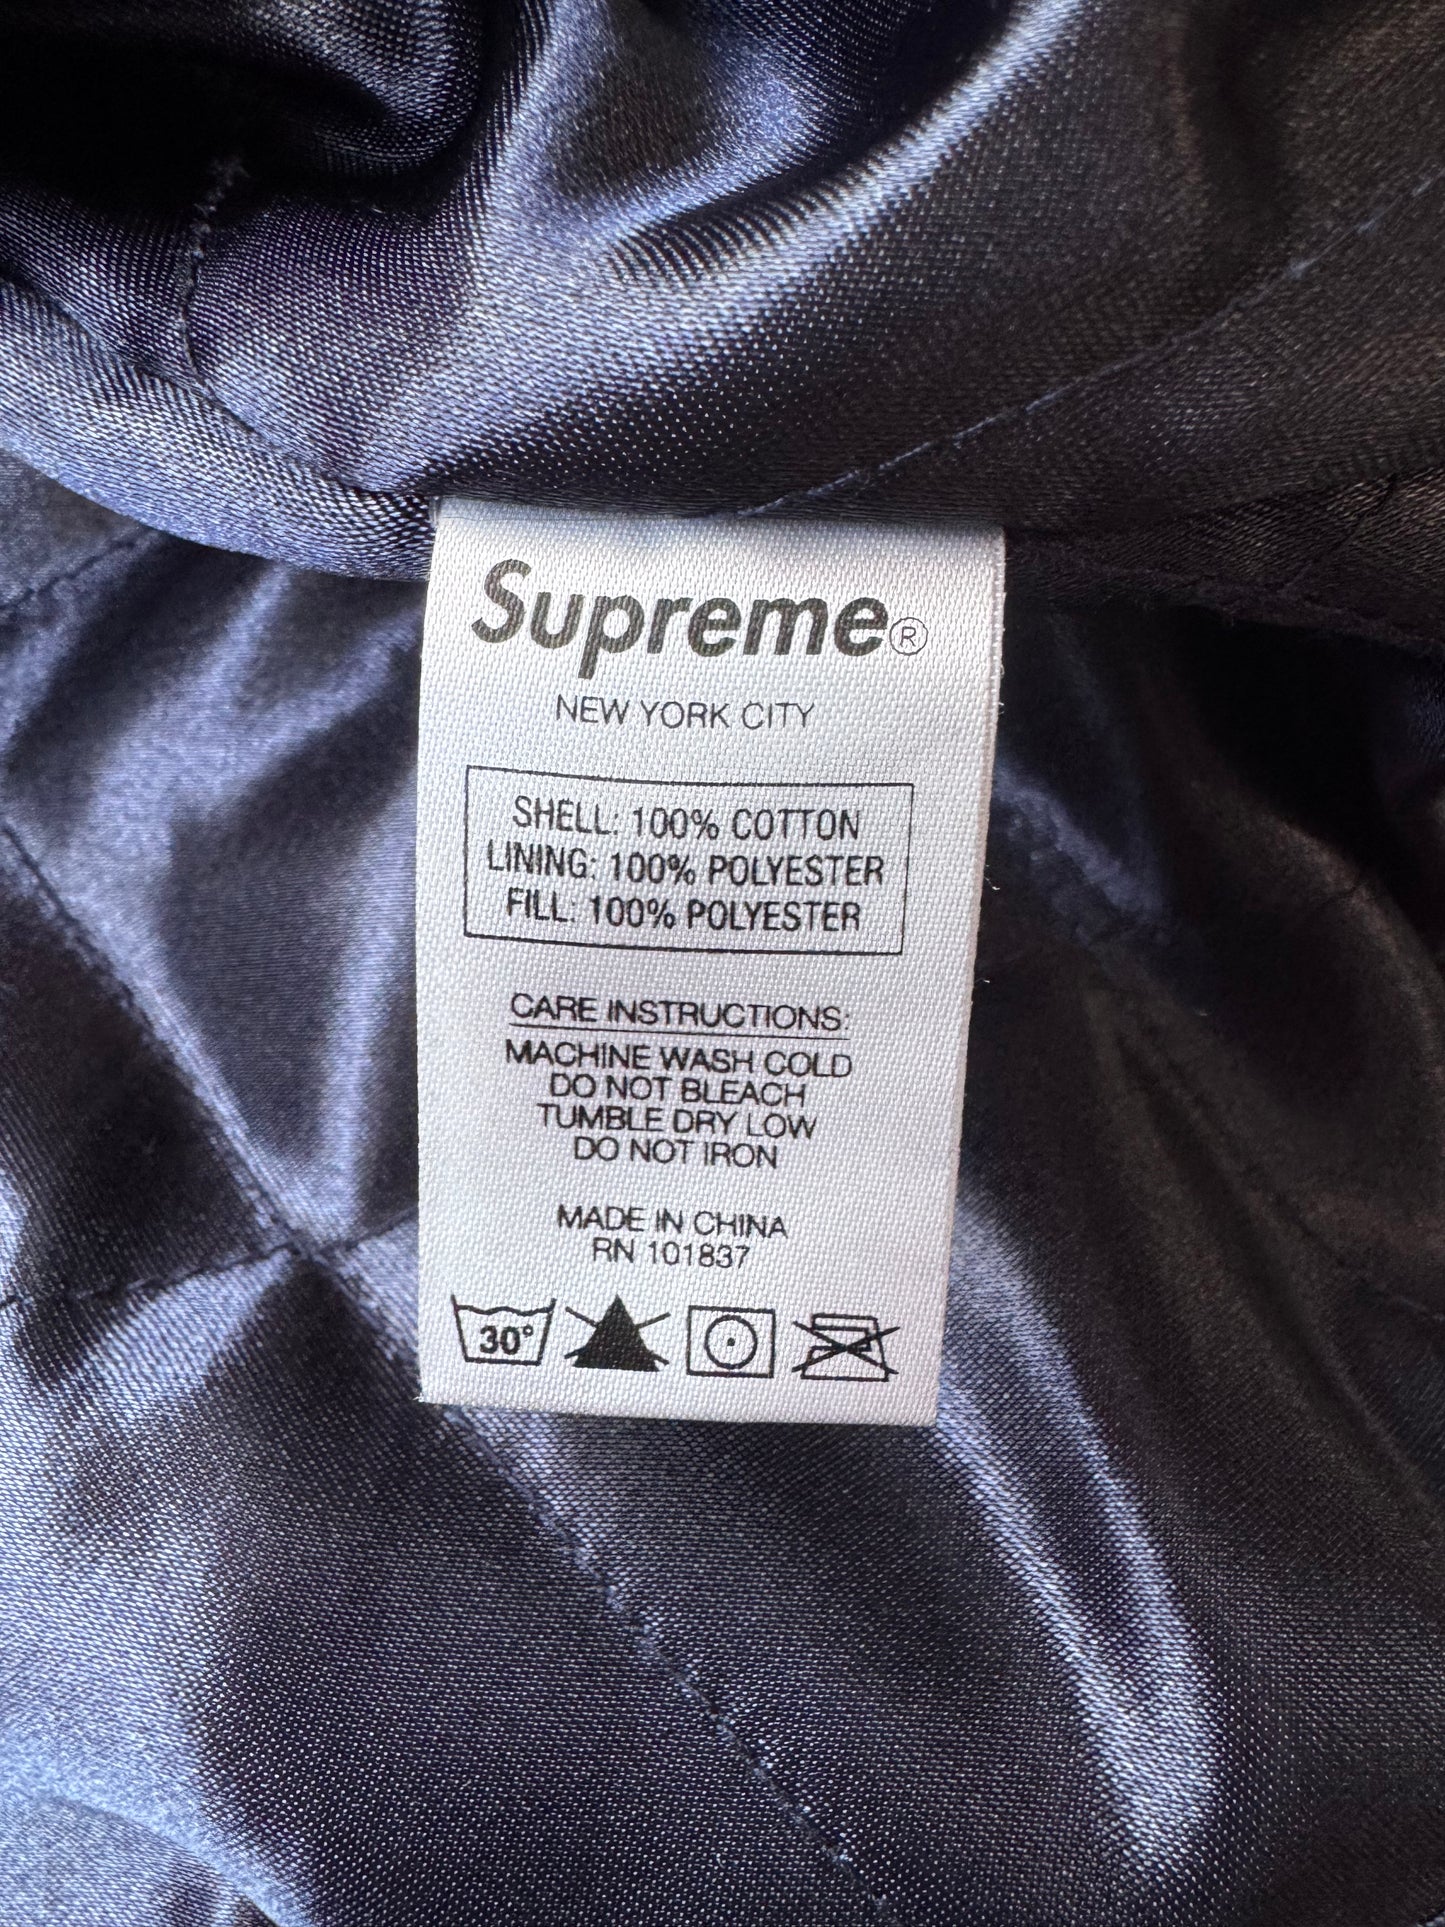 Supreme®
NEW YORK CITY
SHELL: 100% COTTON
LINING: 100% POLYESTER
FILL: 100% POLYESTER
CARE INSTRUCTIONS:
MACHINE WASH COLD
DO NOT BLEACH
TUMBLE DRY LOW
DO NOT IRON
MADE IN CHINA
RN 101837
30°